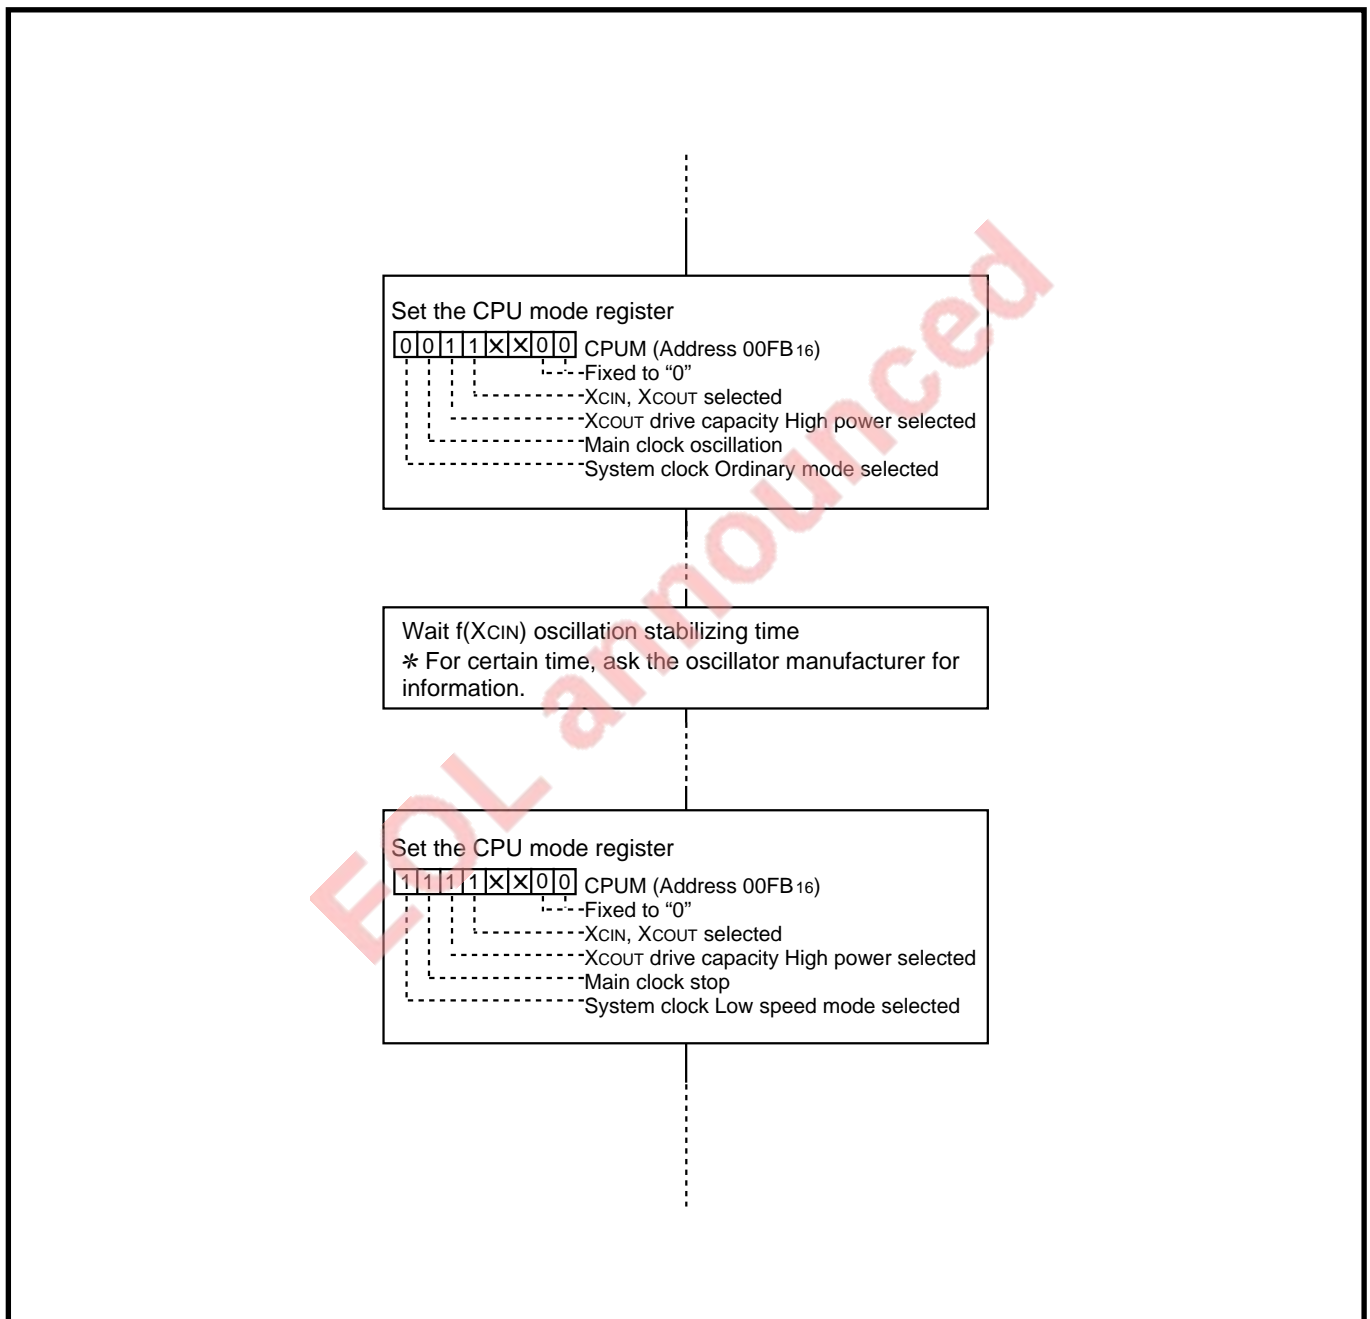 Set the CPU mode register
0 0 1 1 X X 0 0 CPUM (Address 00FB16)
Fixed to “0”
XCIN, XCOUT selected
XCOUT drive capacity High power selected
Main clock oscillation
System clock Ordinary mode selected
Wait f(XCIN) oscillation stabilizing time
* For certain time, ask the oscillator manufacturer for
information.
Set the CPU mode register
1 1 1 1 X X 0 0 CPUM (Address 00FB16)
Fixed to “0”
XCIN, XCOUT selected
XCOUT drive capacity High power selected
Main clock stop
System clock Low speed mode selected
EOL announced